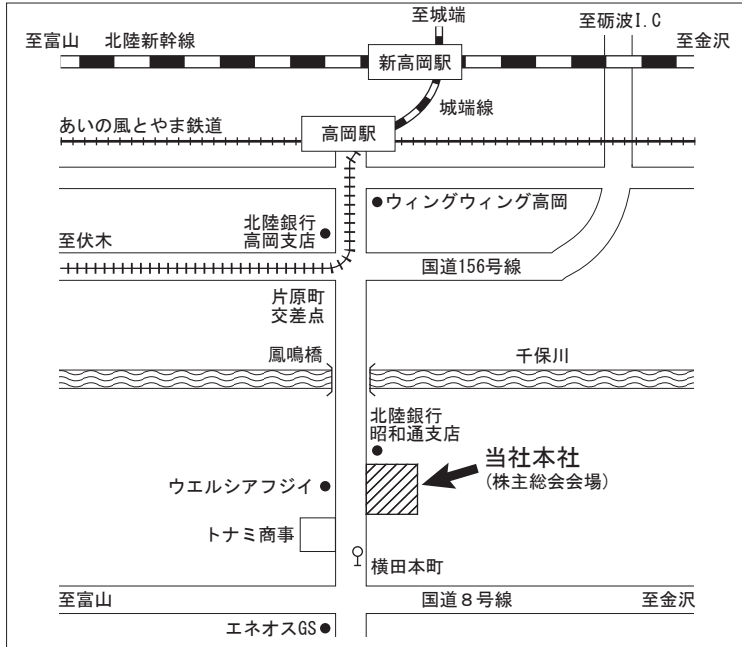 至城端
至砺波I.C
至富山
北陸新幹線
至金沢
新高岡駅
城端線
あいの風とやま鉄道
高岡駅
ウィングウィング高岡
北陸銀行
高岡支店
至伏木
国道156号線
片原町
交差点
鳳鳴橋
千保川
北陸銀行
昭和通支店
当社本社
(株主総会会場)
ウエルシアフジイ
トナミ商事
横田本町
至富山
国道８号線
至金沢
エネオスGS